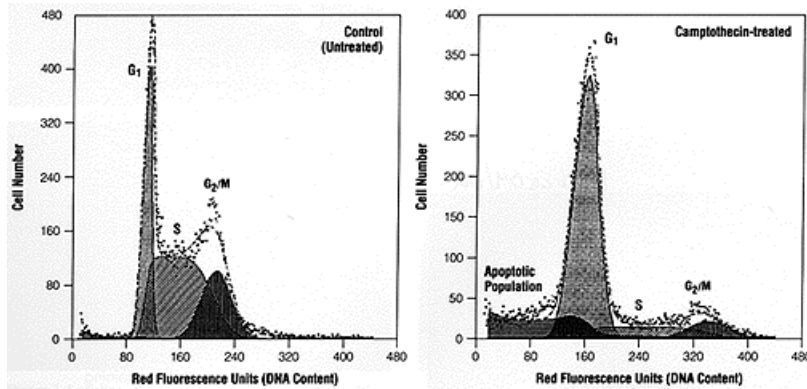 480
400
320
240
160
80
0
Cell Number
Control
(Untreated)
G1
S
G2/M
0 80 160 240 320 400 480
Red Fluorescence Units (DNA Content)
400
350
300
250
200
150
100
50
0
Cell Number
Camptothecin-treated
G1
Apoptotic
Population
S
G2/M
0 80 160 240 320 400 480
Red Fluorescence Units (DNA Content)